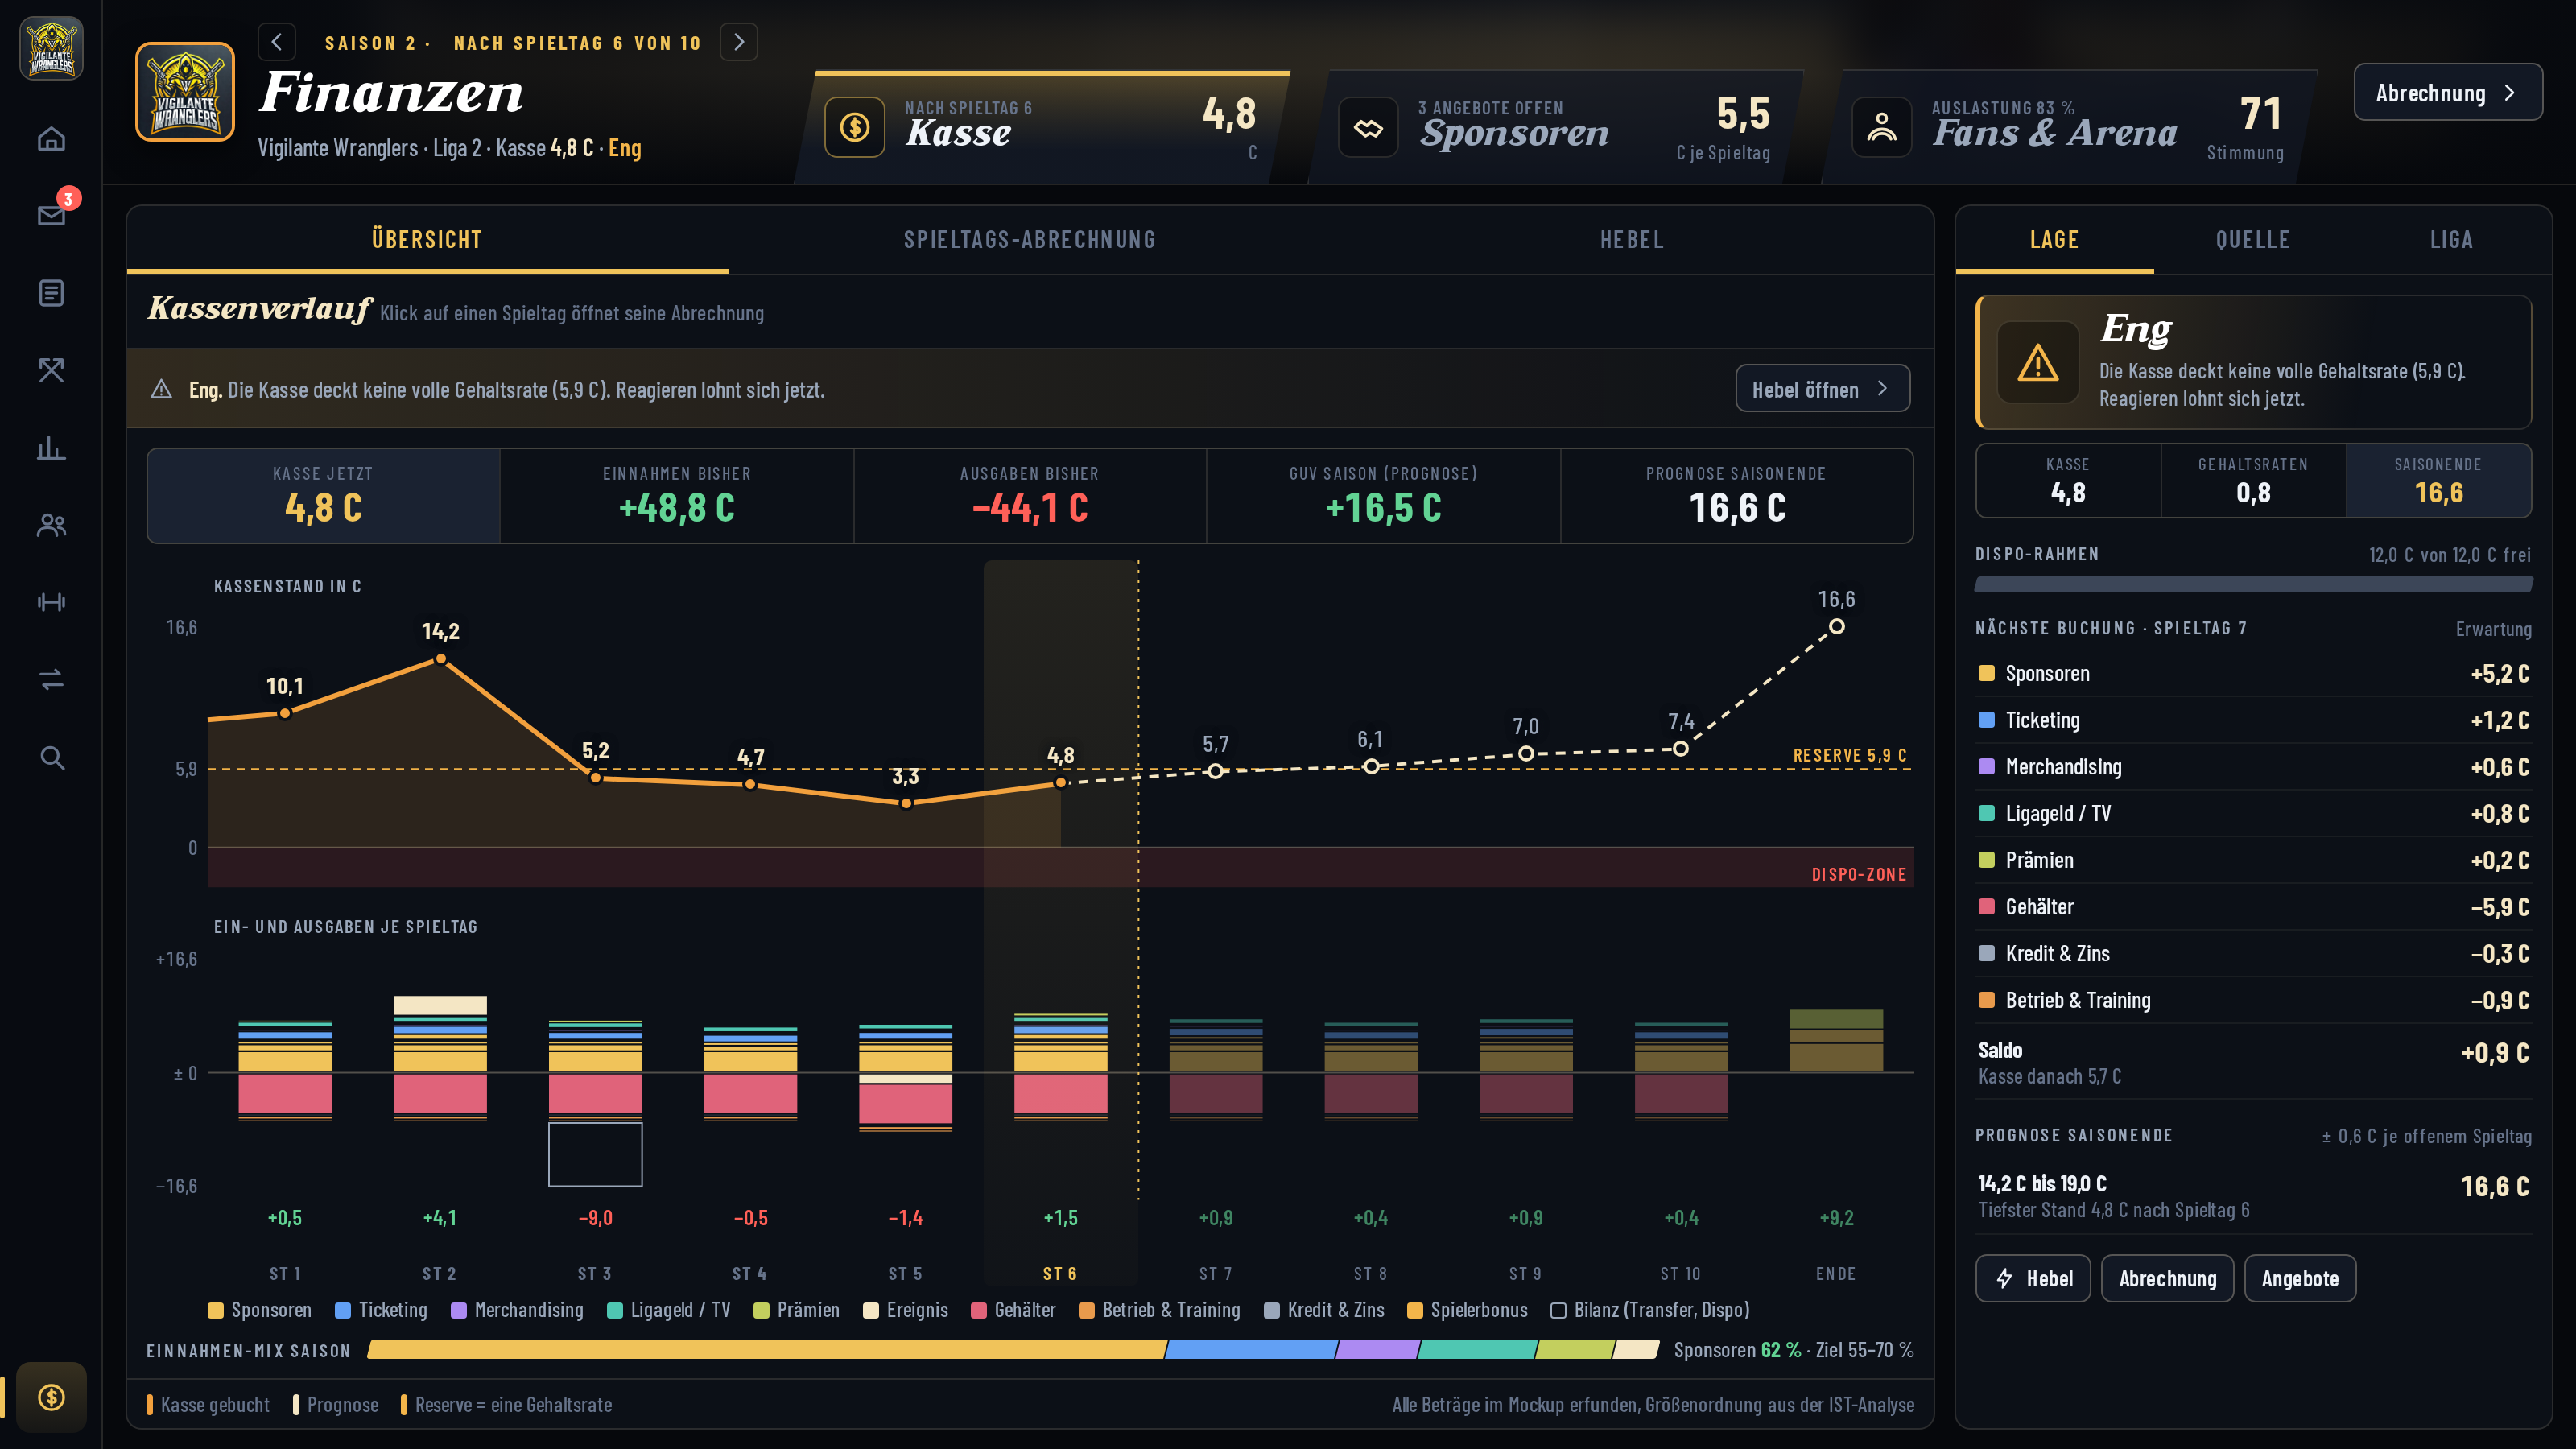 VIGILANTE
WRANGLERS
3
VIGILANTE
WRANGLERS
SAISON 2 · NACH SPIELTAG 6 VON 10
Finanzen
Vigilante Wranglers · Liga 2 · Kasse 4,8 C · Eng
NACH SPIELTAG 6
Kasse
4,8
C
3 ANGEBOTE OFFEN
Sponsoren
5,5
C je Spieltag
AUSLASTUNG 83 %
Fans & Arena
71
Stimmung
Abrechnung
ÜBERSICHT
SPIELTAGS-ABRECHNUNG
HEBEL
Kassenverlauf Klick auf einen Spieltag öffnet seine Abrechnung
Eng. Die Kasse deckt keine volle Gehaltsrate (5,9 C). Reagieren lohnt sich jetzt.
Hebel öffnen
KASSE JETZT
4,8 C
EINNAHMEN BISHER
+48,8 C
AUSGABEN BISHER
−44,1 C
GUV SAISON (PROGNOSE)
+16,5 C
PROGNOSE SAISONENDE
16,6 C
KASSENSTAND IN C
16,6
5,9
0
10,1
14,2
5,2
4,7
3,3
4,8
5,7
6,1
7,0
7,4
16,6
RESERVE 5,9 C
DISPO-ZONE
EIN- UND AUSGABEN JE SPIELTAG
+16,6
± 0
−16,6
+0,5 +4,1 −9,0 −0,5 −1,4 +1,5 +0,9 +0,4 +0,9 +0,4 +9,2
ST 1 ST 2 ST 3 ST 4 ST 5 ST 6 ST 7 ST 8 ST 9 ST 10 ENDE
Sponsoren Ticketing Merchandising Ligageld / TV Prämien Ereignis Gehälter Betrieb & Training Kredit & Zins Spielerbonus Bilanz (Transfer, Dispo)
EINNAHMEN-MIX SAISON
Sponsoren 62 % · Ziel 55–70 %
Kasse gebucht Prognose Reserve = eine Gehaltsrate
Alle Beträge im Mockup erfunden, Größenordnung aus der IST-Analyse
LAGE
QUELLE
LIGA
Eng
Die Kasse deckt keine volle Gehaltsrate (5,9 C).
Reagieren lohnt sich jetzt.
KASSE
4,8
GEHALTSRATEN
0,8
SAISONENDE
16,6
DISPO-RAHMEN 12,0 C von 12,0 C frei
NÄCHSTE BUCHUNG · SPIELTAG 7 Erwartung
Sponsoren +5,2 C
Ticketing +1,2 C
Merchandising +0,6 C
Ligageld / TV +0,8 C
Prämien +0,2 C
Gehälter −5,9 C
Kredit & Zins −0,3 C
Betrieb & Training −0,9 C
Saldo +0,9 C
Kasse danach 5,7 C
PROGNOSE SAISONENDE ± 0,6 C je offenem Spieltag
14,2 C bis 19,0 C 16,6 C
Tiefster Stand 4,8 C nach Spieltag 6
Hebel
Abrechnung
Angebote